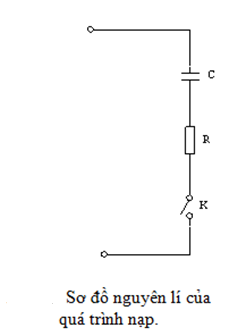 C
R
K
Sơ đồ nguyên lí của
quá trình nạp.